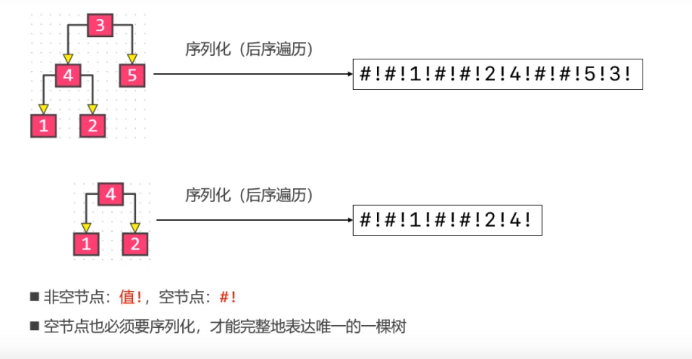 3
序列化（后序遍历）
4 5
#!#!1!#!#!2!4!#!#!5!3!
1 2
4
序列化（后序遍历）
#!#!1!#!#!2!4!
1 2
■ 非空节点：值!，空节点：#!
■ 空节点也必须要序列化，才能完整地表达唯一的一棵树